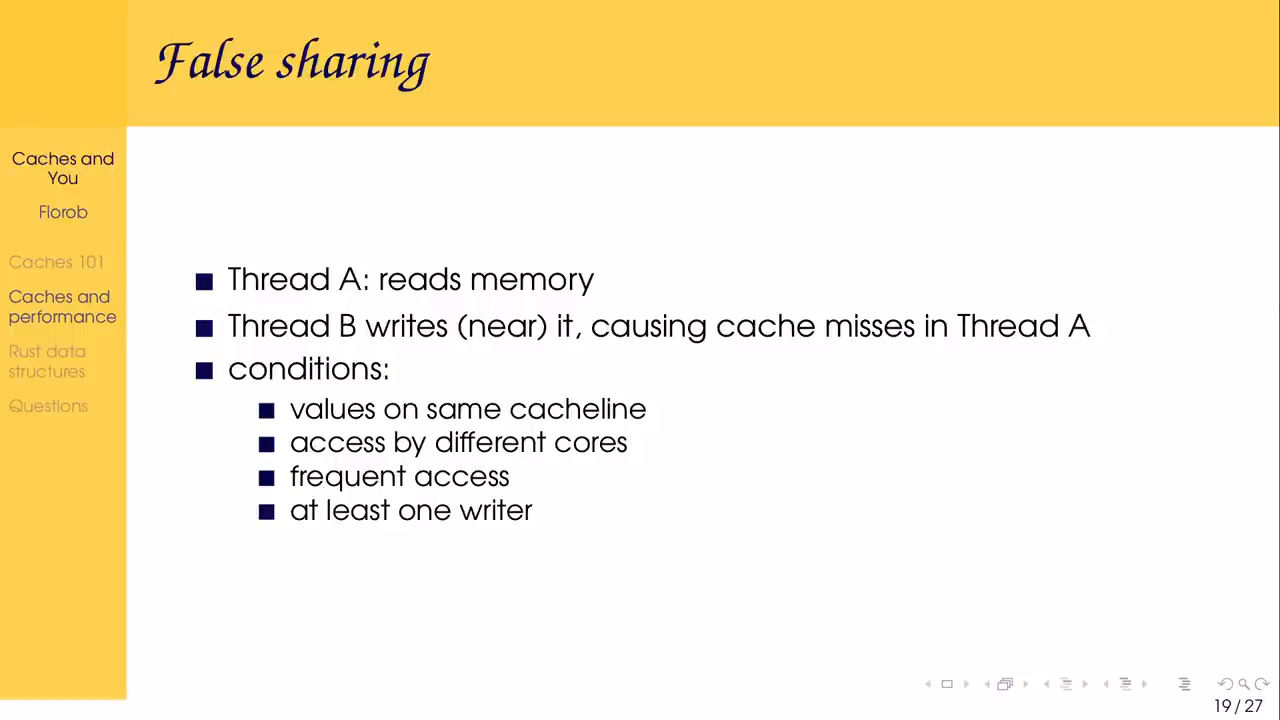 False sharing
Caches and
You
Florob
Caches 101
Caches and
performance
Rust data
structures
Questions
Thread A: reads memory
Thread B writes (near) it, causing cache misses in Thread A
conditions:
values on same cacheline
access by different cores
frequent access
at least one writer
19 / 27